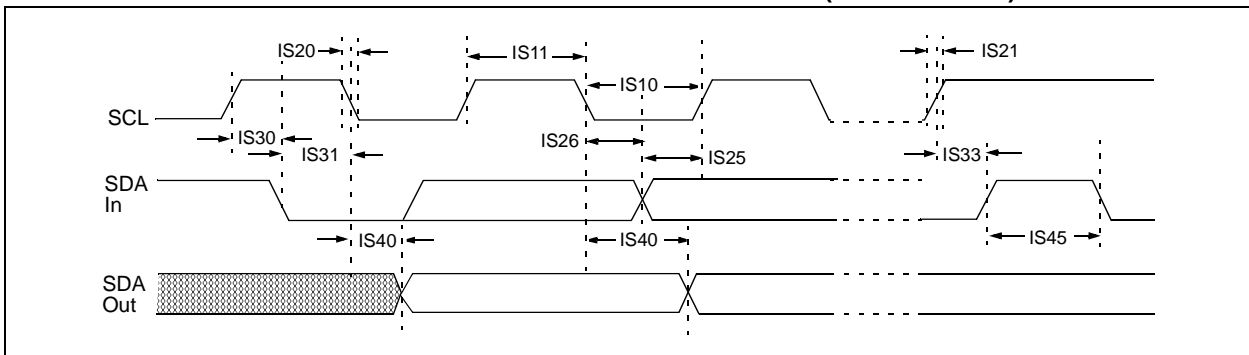 IS20
IS11
IS21
IS10
SCL
IS30
IS26
IS31
IS25
IS33
SDA
In
IS40
IS40
IS45
SDA
Out